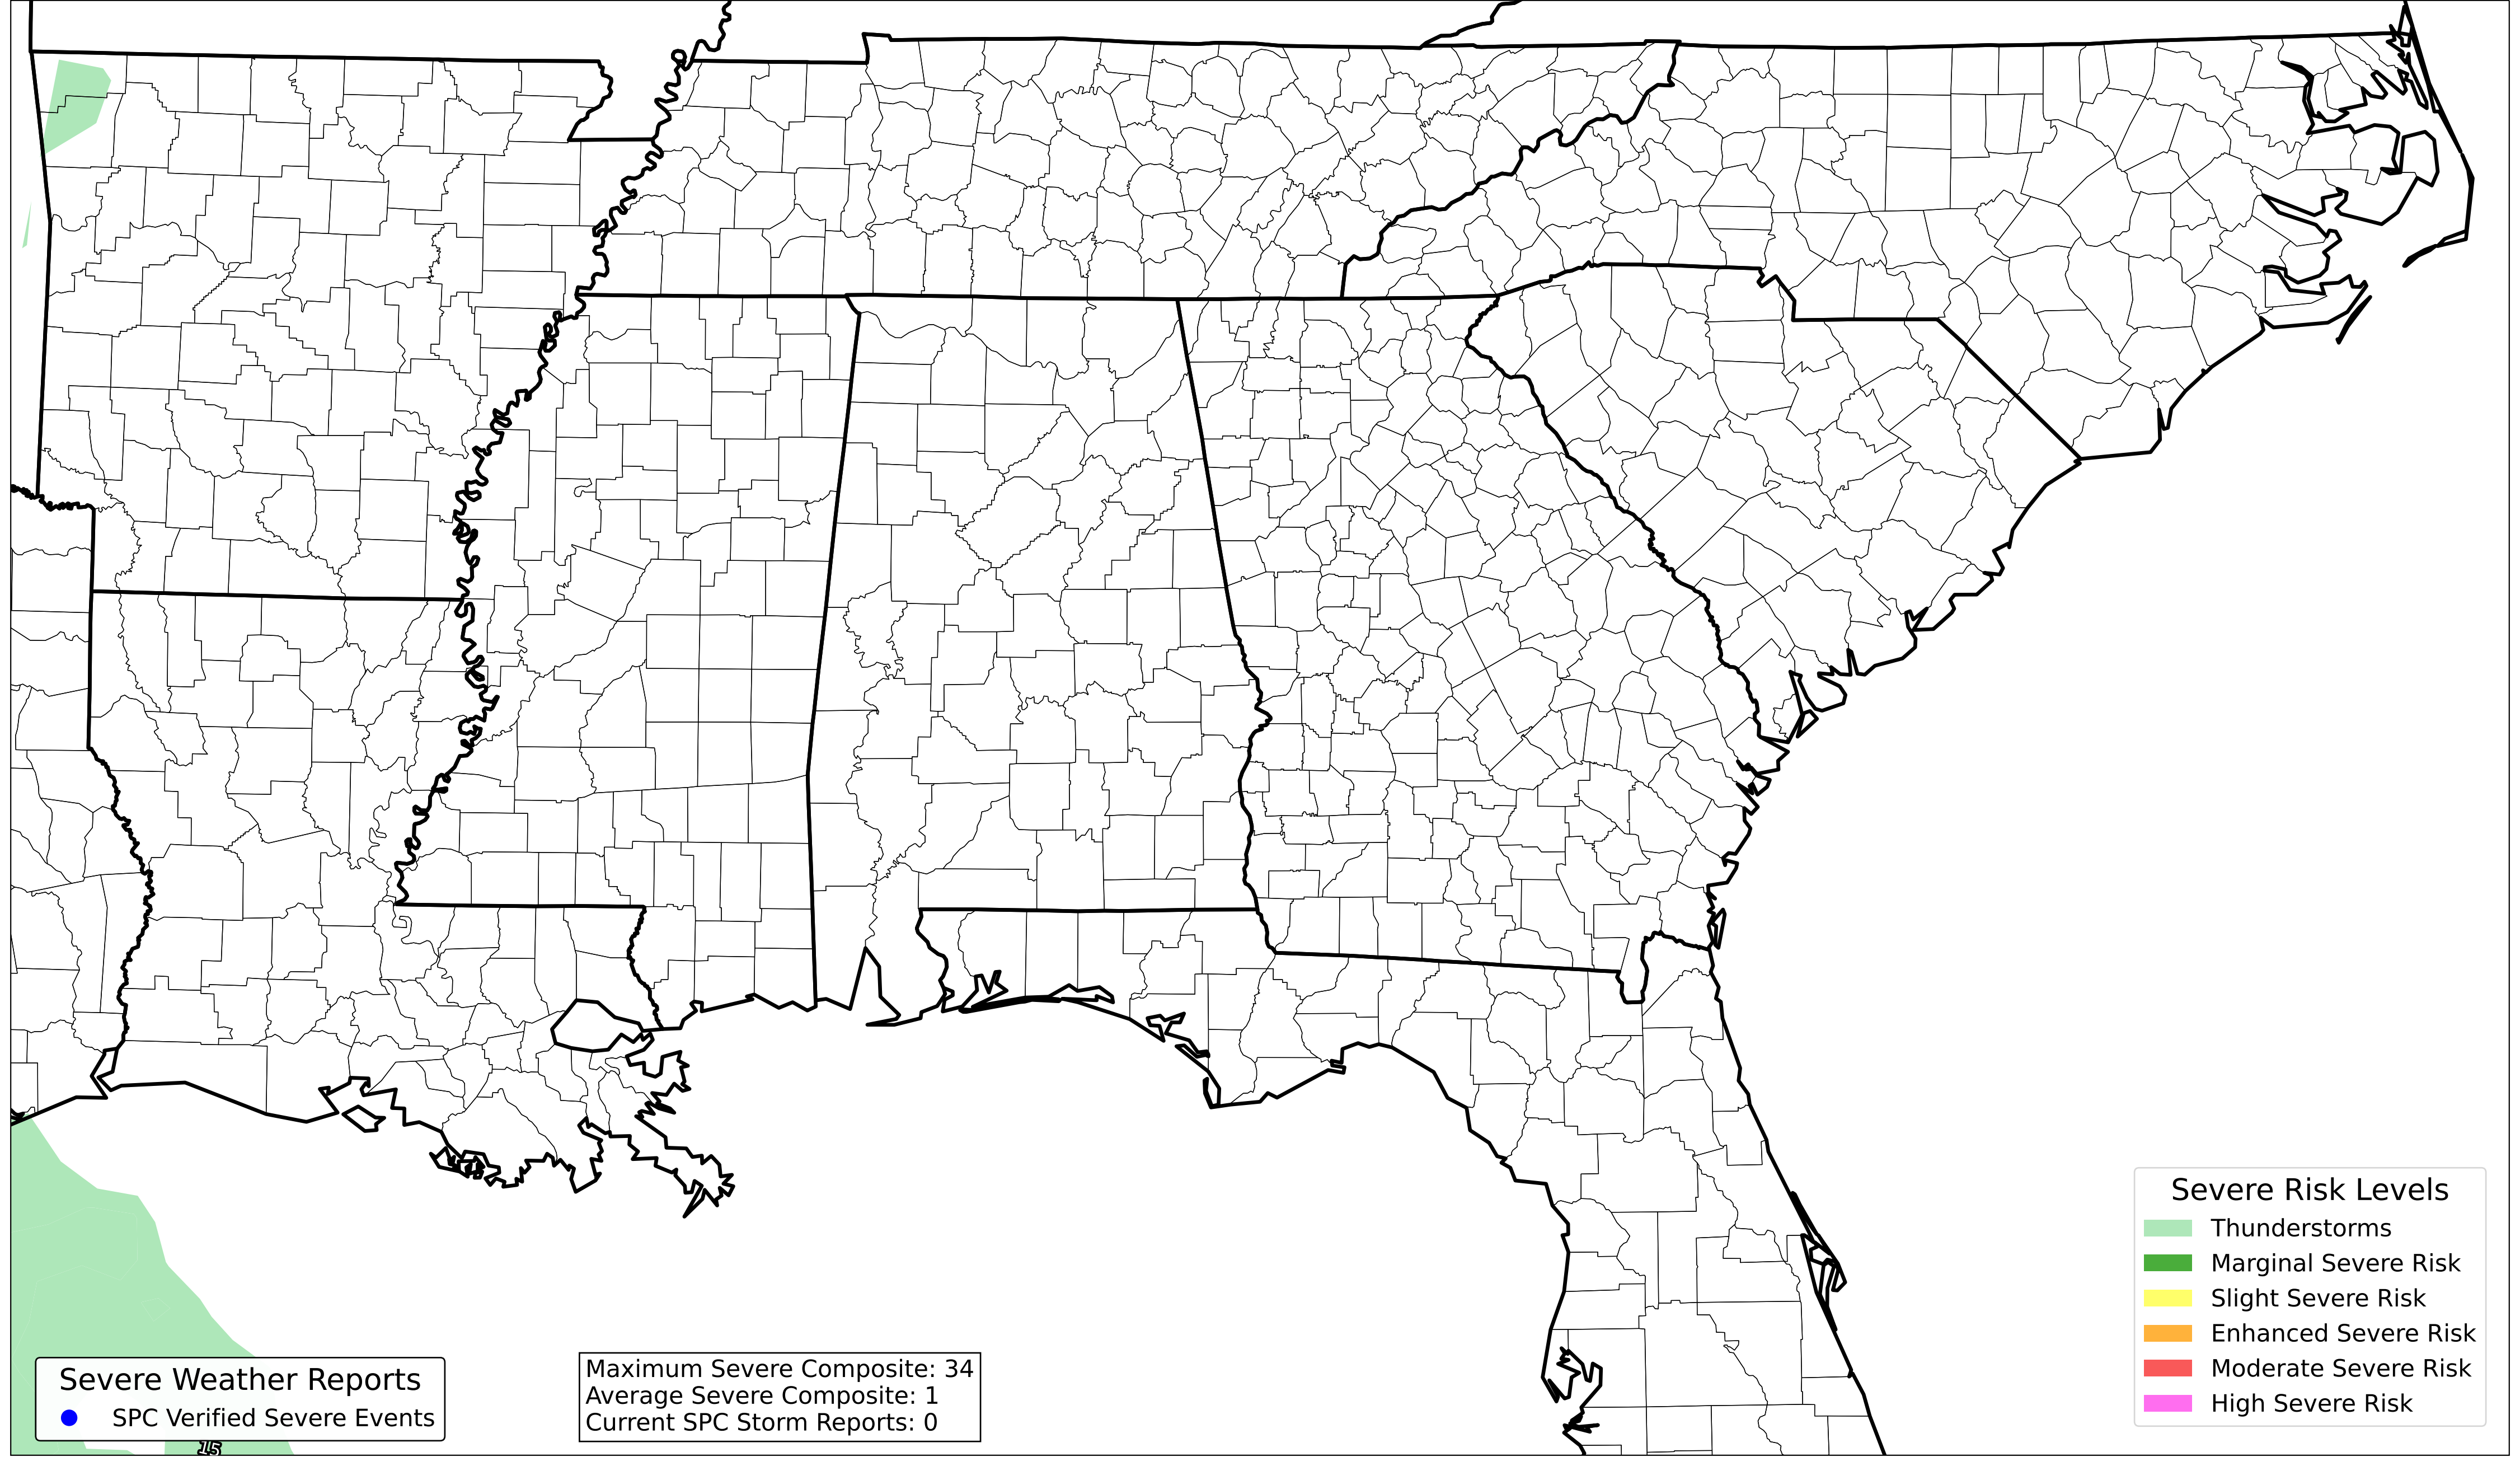 Severe Risk Levels
Thunderstorms
Marginal Severe Risk
Slight Severe Risk
Enhanced Severe Risk
Moderate Severe Risk
High Severe Risk
Severe Weather Reports
SPC Verified Severe Events
Maximum Severe Composite: 34
Average Severe Composite: 1
Current SPC Storm Reports: 0
15